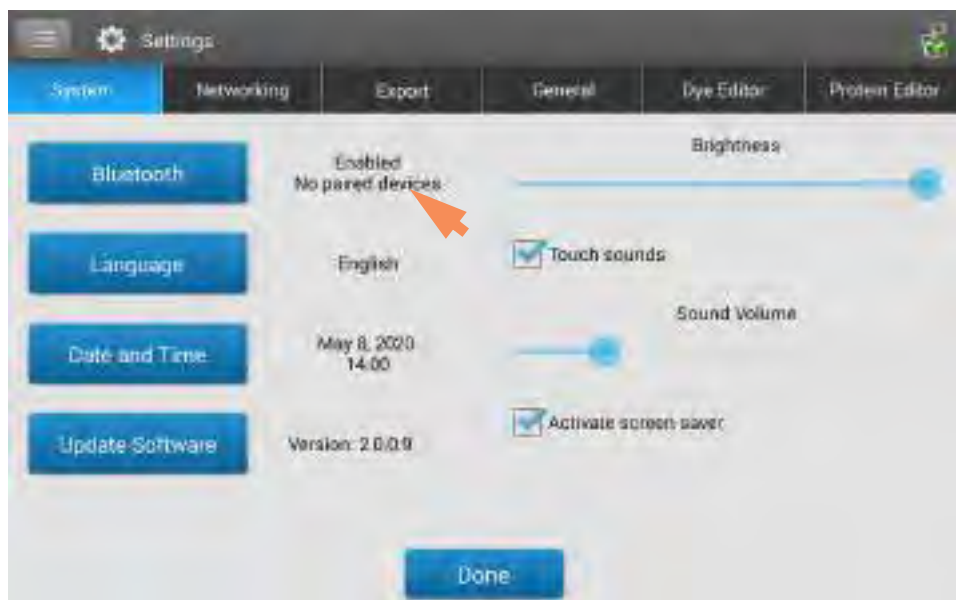 Settings
System Networking Export General Dye Editor Protein Editor
Bluetooth
Enabled
No paired devices
Brightness
Language
English
Touch sounds
Sound Volume
Date and Time
May 8, 2020
14:00
Update Software
Version: 2.0.0.9
Activate screen saver
Done